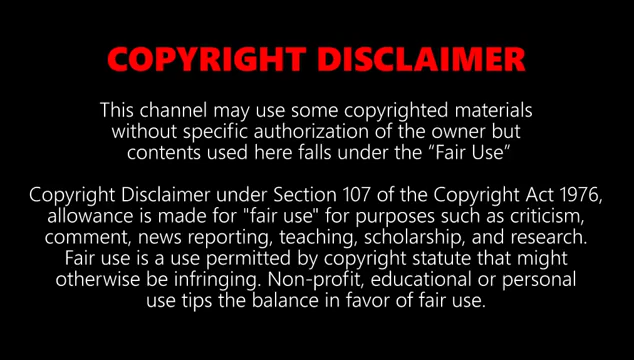 COPYRIGHT DISCLAIMER
This channel may use some copyrighted materials
without specific authorization of the owner but
contents used here falls under the “Fair Use”
Copyright Disclaimer under Section 107 of the Copyright Act 1976,
allowance is made for "fair use" for purposes such as criticism,
comment, news reporting, teaching, scholarship, and research.
Fair use is a use permitted by copyright statute that might
otherwise be infringing. Non-profit, educational or personal
use tips the balance in favor of fair use.